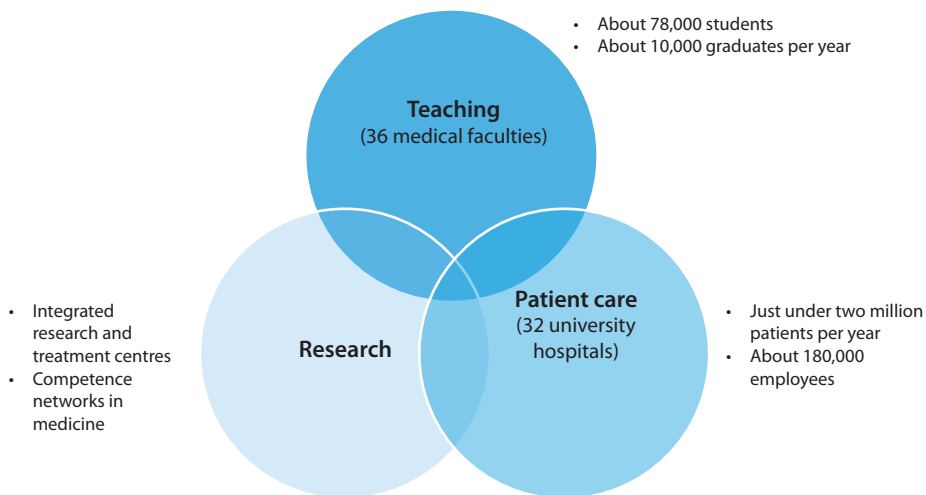 • About 78,000 students
• About 10,000 graduates per year
Teaching
(36 medical faculties)
• Integrated
research and
treatment centres
• Competence
networks in
medicine
Research
Patient care
(32 university
hospitals)
• Just under two million
patients per year
• About 180,000
employees